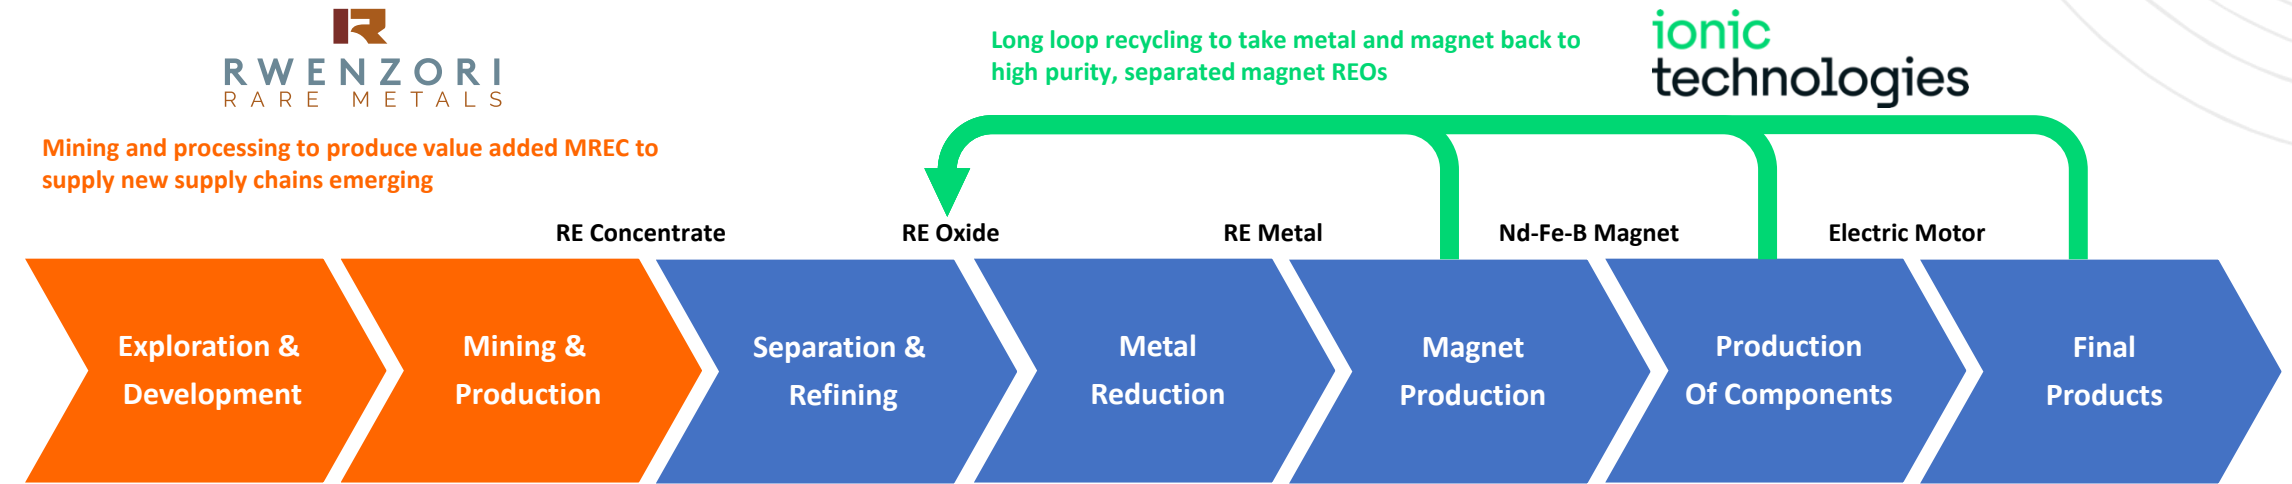 RWENZORI
RARE METALS
Long loop recycling to take metal and magnet back to
high purity, separated magnet REOs
ionic
technologies
Mining and processing to produce value added MREC to
supply new supply chains emerging
RE Concentrate
RE Oxide
RE Metal
Nd-Fe-B Magnet
Electric Motor
Exploration &
Development
Mining &
Production
Separation &
Refining
Metal
Reduction
Magnet
Production
Production
Of Components
Final
Products